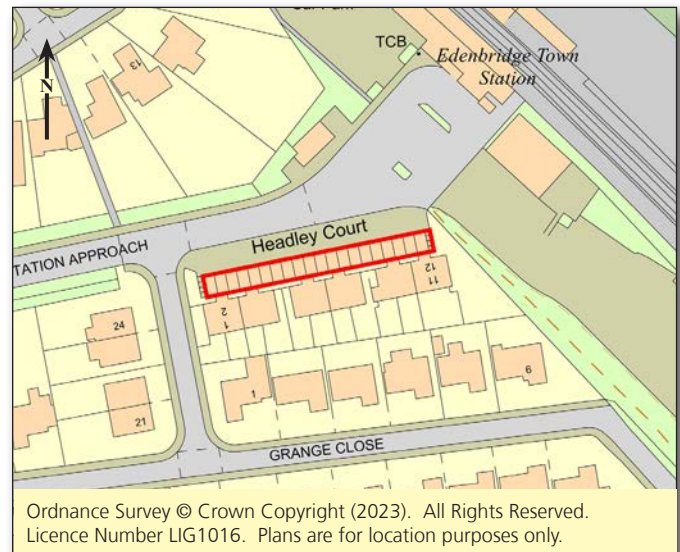 TCB
Edenbridge Town
Station
13
N
Headley Court
TATION APPROACH
2
1
12
11
24
21
1
6
GRANGE CLOSE
Ordnance Survey © Crown Copyright (2023). All Rights Reserved.
Licence Number LIG1016. Plans are for location purposes only.